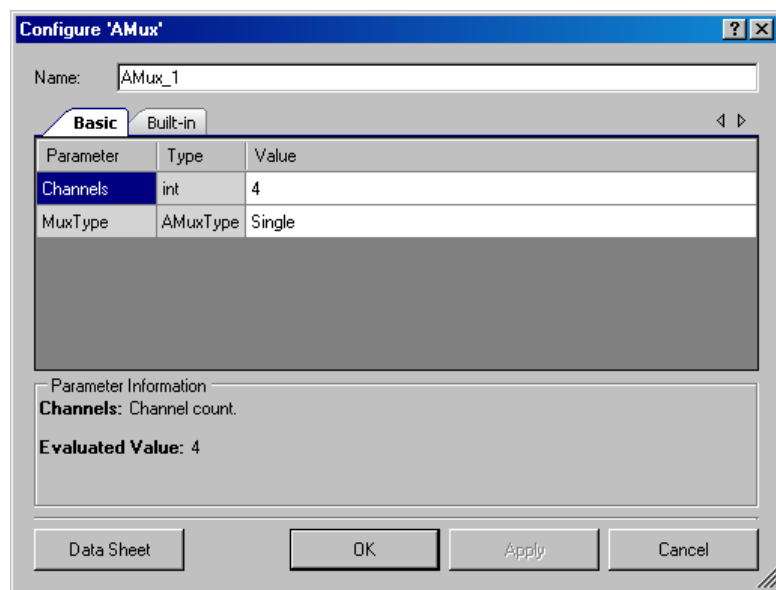 Configure 'AMux'
Name: AMux_1
Basic Built-in
Parameter Type Value
Channels int 4
MuxType AMuxType Single
Parameter Information
Channels: Channel count.
Evaluated Value: 4
Data Sheet OK Apply Cancel